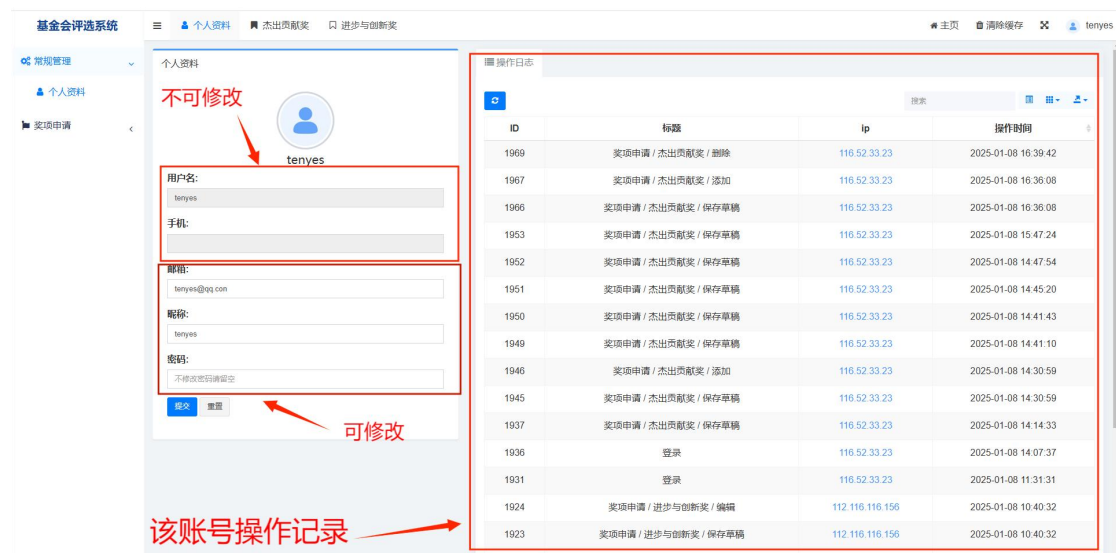 基金会评选系统
个人资料 杰出贡献奖 进步与创新奖 主页 清除缓存 tenyes
常规管理
个人资料
奖项申请
个人资料
不可修改
tenyes
用户名:
tenyes
手机:
邮箱:
tenyes@qq.con
昵称:
tenyes
密码:
不修改密码请留空
提交 重置
可修改
该账号操作记录
操作日志
搜索
ID 标题 ip 操作时间
1969 奖项申请 / 杰出贡献奖 / 删除 116.52.33.23 2025-01-08 16:39:42
1967 奖项申请 / 杰出贡献奖 / 添加 116.52.33.23 2025-01-08 16:36:08
1966 奖项申请 / 杰出贡献奖 / 保存草稿 116.52.33.23 2025-01-08 16:36:08
1953 奖项申请 / 杰出贡献奖 / 保存草稿 116.52.33.23 2025-01-08 15:47:24
1952 奖项申请 / 杰出贡献奖 / 保存草稿 116.52.33.23 2025-01-08 14:47:54
1951 奖项申请 / 杰出贡献奖 / 保存草稿 116.52.33.23 2025-01-08 14:45:20
1950 奖项申请 / 杰出贡献奖 / 保存草稿 116.52.33.23 2025-01-08 14:41:43
1949 奖项申请 / 杰出贡献奖 / 保存草稿 116.52.33.23 2025-01-08 14:41:10
1946 奖项申请 / 杰出贡献奖 / 添加 116.52.33.23 2025-01-08 14:30:59
1945 奖项申请 / 杰出贡献奖 / 保存草稿 116.52.33.23 2025-01-08 14:30:59
1937 奖项申请 / 杰出贡献奖 / 保存草稿 116.52.33.23 2025-01-08 14:14:33
1936 登录 116.52.33.23 2025-01-08 14:07:37
1931 登录 116.52.33.23 2025-01-08 11:31:31
1924 奖项申请 / 进步与创新奖 / 编辑 112.116.116.156 2025-01-08 10:40:32
1923 奖项申请 / 进步与创新奖 / 保存草稿 112.116.116.156 2025-01-08 10:40:32